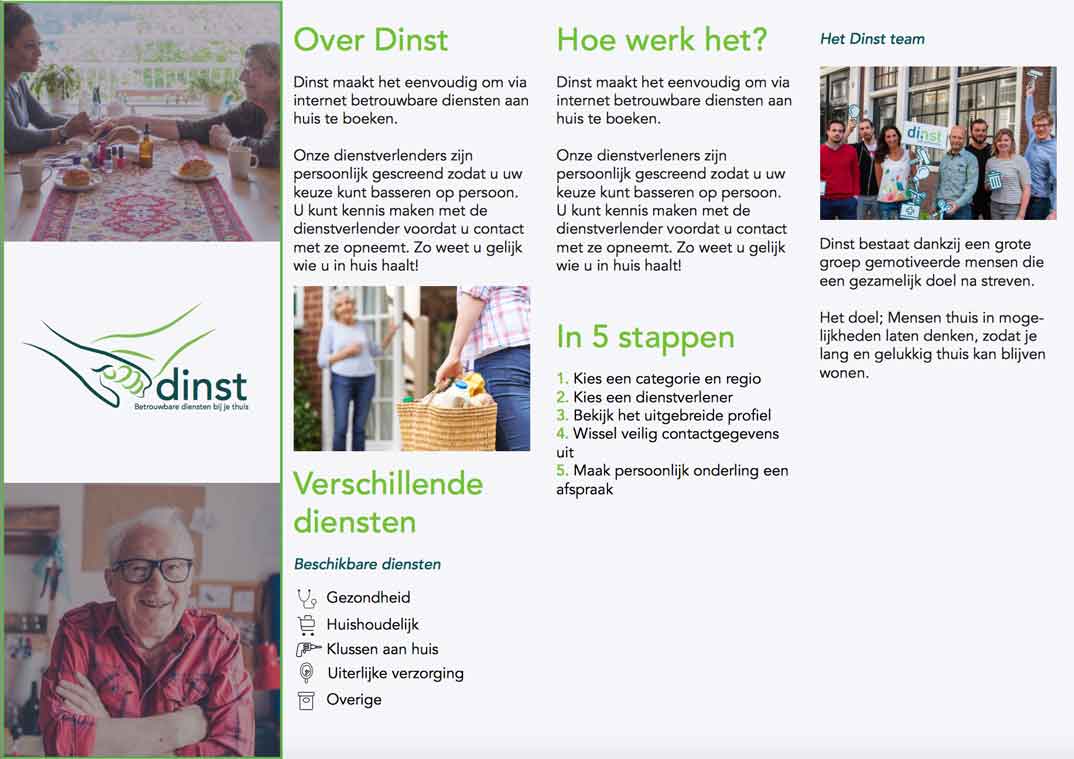 dinst
Betrouwbare diensten bij je thuis
Over Dinst
Dinst maakt het eenvoudig om via
internet betrouwbare diensten aan
huis te boeken.
Onze dienstverlenders zijn
persoonlijk gescreend zodat u uw
keuze kunt basseren op persoon.
U kunt kennis maken met de
dienstverlender voordat u contact
met ze opneemt. Zo weet u gelijk
wie u in huis haalt!
Verschillende
diensten
Beschikbare diensten
Gezondheid
Huishoudelijk
Klussen aan huis
Uiterlijke verzorging
Overige
Hoe werk het?
Dinst maakt het eenvoudig om via
internet betrouwbare diensten aan
huis te boeken.
Onze dienstverleners zijn
persoonlijk gescreend zodat u uw
keuze kunt basseren op persoon.
U kunt kennis maken met de
dienstverlender voordat u contact
met ze opneemt. Zo weet u gelijk
wie u in huis haalt!
In 5 stappen
1. Kies een categorie en regio
2. Kies een dienstverlener
3. Bekijk het uitgebreide profiel
4. Wissel veilig contactgegevens
uit
5. Maak persoonlijk onderling een
afspraak
Het Dinst team
dinst
Dinst bestaat dankzij een grote
groep gemotiveerde mensen die
een gezamelijk doel na streven.
Het doel; Mensen thuis in moge-
lijkheden laten denken, zodat je
lang en gelukkig thuis kan blijven
wonen.